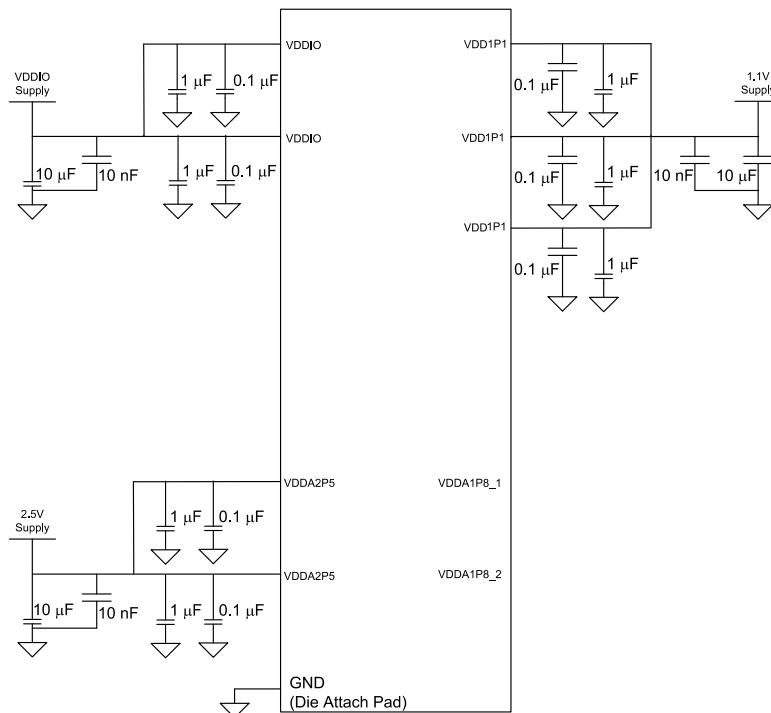 VDDIO
VDD1P1
1 µF
0.1 µF
0.1 µF
1 µF
VDDIO
Supply
1.1V
Supply
VDDIO
VDD1P1
10 µF
10 nF
1 µF
0.1 µF
0.1 µF
1 µF
10 nF
10 µF
VDD1P1
0.1 µF
1 µF
VDDA2P5
VDDA1P8_1
2.5V
Supply
1 µF
0.1 µF
VDDA2P5
VDDA1P8_2
10 µF
10 nF
1 µF
0.1 µF
GND
(Die Attach Pad)